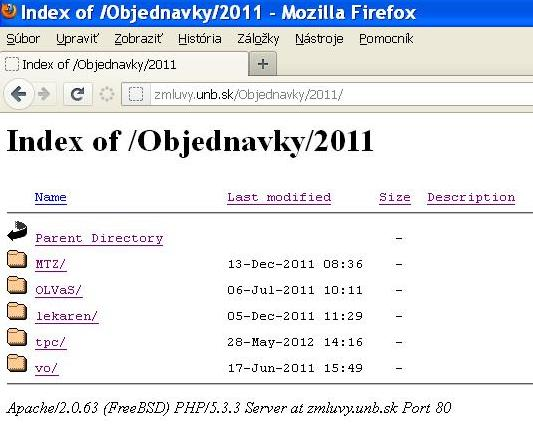 Index of /Objednavky/2011 - Mozilla Firefox
Súbor Upraviť Zobraziť História Záložky Nástroje Pomocník
Index of /Objednavky/2011
zmluvy.unb.sk/Objednavky/2011/
Index of /Objednavky/2011
Name Last modified Size Description
Parent Directory -
MTZ/ 13-Dec-2011 08:36 -
OLVaS/ 06-Jul-2011 10:11 -
lekaren/ 05-Dec-2011 11:29 -
tpc/ 28-May-2012 14:16 -
vo/ 17-Jun-2011 15:49 -
Apache/2.0.63 (FreeBSD) PHP/5.3.3 Server at zmluvy.unb.sk Port 80